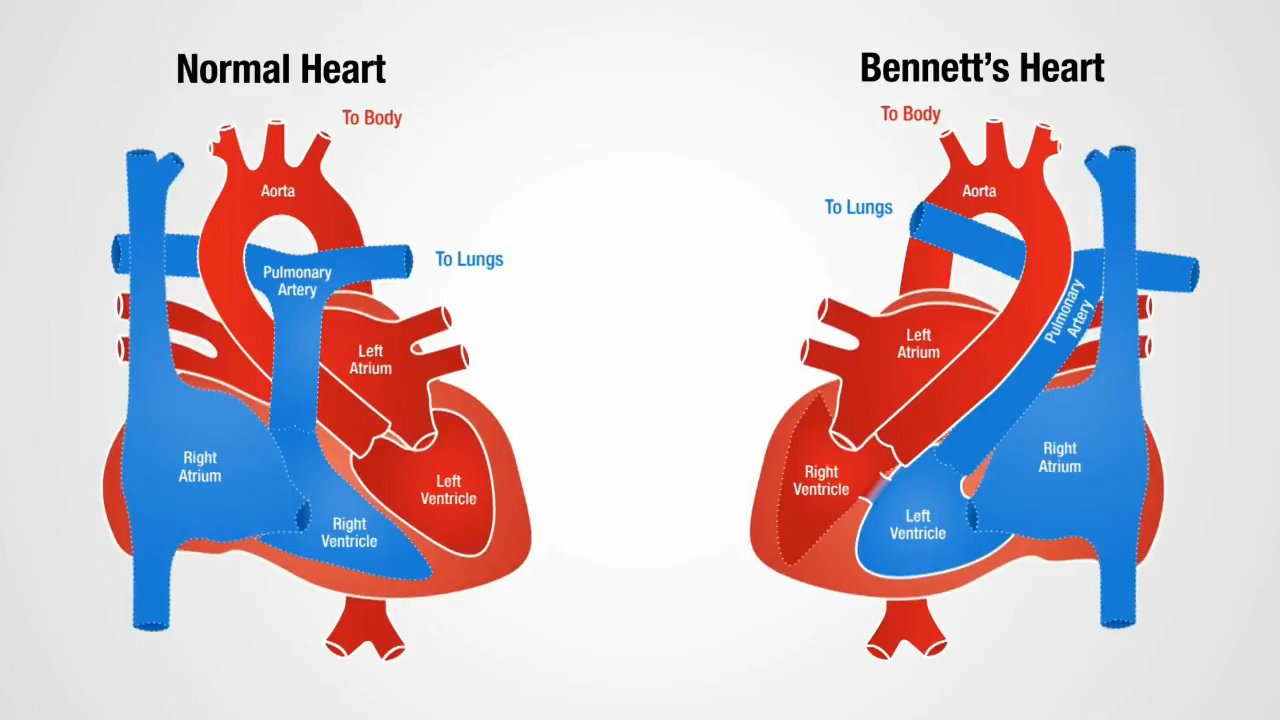 Normal Heart
To Body
Aorta
To Lungs
Pulmonary
Artery
Left
Atrium
Right
Atrium
Left
Ventricle
Right
Ventricle
Bennett's Heart
To Body
Aorta
To Lungs
Pulmonary
Artery
Left
Atrium
Right
Atrium
Right
Ventricle
Left
Ventricle